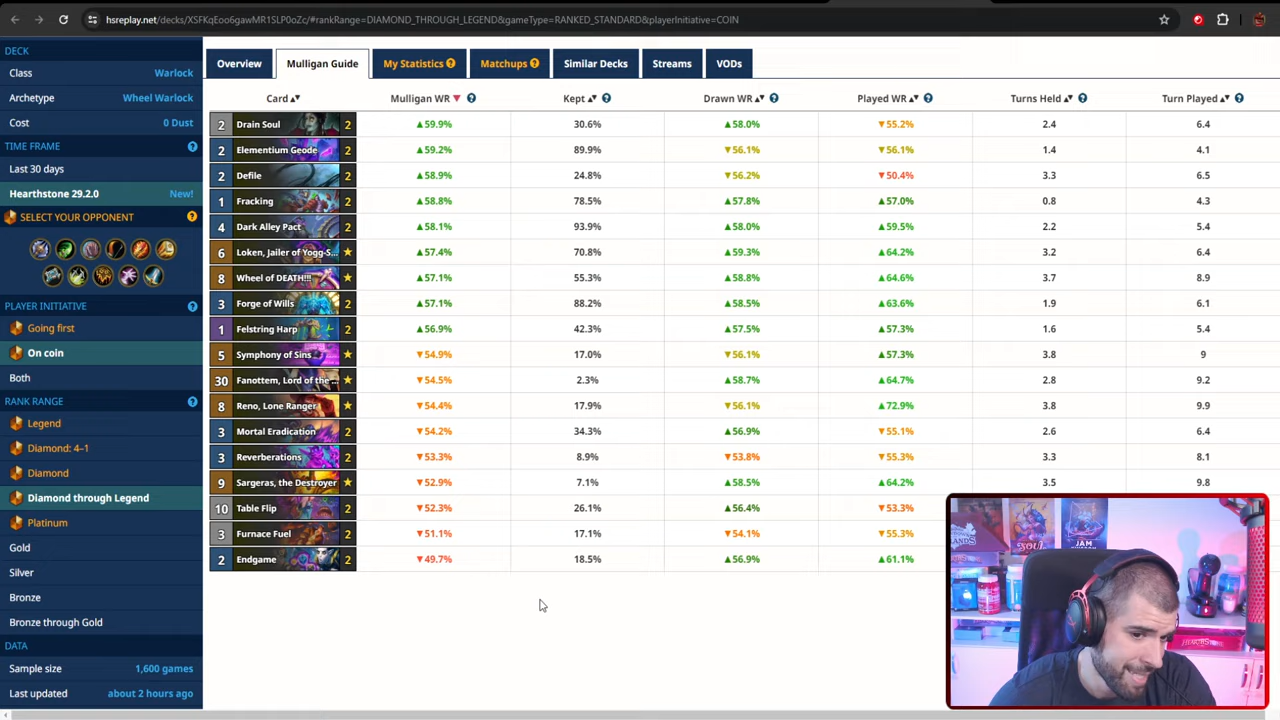 hsreplay.net/decks/XSFKqEoo6gawMR1SLP0oZc/#rankRange=DIAMOND_THROUGH_LEGEND&gameType=RANKED_STANDARD&playerInitiative=COIN
DECK
Class Warlock
Archetype Wheel Warlock
Cost 0 Dust
TIME FRAME
Last 30 days
Hearthstone 29.2.0 New!
SELECT YOUR OPPONENT
PLAYER INITIATIVE
Going first
On coin
Both
RANK RANGE
Legend
Diamond: 4–1
Diamond
Diamond through Legend
Platinum
Gold
Silver
Bronze
Bronze through Gold
DATA
Sample size 1,600 games
Last updated about 2 hours ago
Overview Mulligan Guide My Statistics Matchups Similar Decks Streams VODs
Card Mulligan WR Kept Drawn WR Played WR Turns Held Turn Played
2 Drain Soul 2 ▲59.9% 30.6% ▲58.0% ▼55.2% 2.4 6.4
2 Elementium Geode 2 ▲59.2% 89.9% ▼56.1% ▼56.1% 1.4 4.1
2 Defile 2 ▲58.9% 24.8% ▼56.2% ▼50.4% 3.3 6.5
1 Fracking 2 ▲58.8% 78.5% ▲57.8% ▲57.0% 0.8 4.3
4 Dark Alley Pact 2 ▲58.1% 93.9% ▲58.0% ▲59.5% 2.2 5.4
6 Loken, Jailer of Yogg-S... ★ ▲57.4% 70.8% ▲59.3% ▲64.2% 3.2 6.4
8 Wheel of DEATH!!! ★ ▲57.1% 55.3% ▲58.8% ▲64.6% 3.7 8.9
3 Forge of Wills 2 ▲57.1% 88.2% ▲58.5% ▲63.6% 1.9 6.1
1 Felstring Harp 2 ▲56.9% 42.3% ▲57.5% ▲57.3% 1.6 5.4
5 Symphony of Sins ★ ▼54.9% 17.0% ▲56.1% ▲57.3% 3.8 9
30 Fanottem, Lord of the ... ★ ▼54.5% 2.3% ▲58.7% ▲64.7% 2.8 9.2
8 Reno, Lone Ranger ★ ▼54.4% 17.9% ▲56.1% ▲72.9% 3.8 9.9
3 Mortal Eradication 2 ▼54.2% 34.3% ▲56.9% ▼55.1% 2.6 6.4
3 Reverberations 2 ▼53.3% 8.9% ▼53.8% ▼55.3% 3.3 8.1
9 Sargeras, the Destroyer ★ ▼52.9% 7.1% ▲58.5% ▲64.2% 3.5 9.8
10 Table Flip 2 ▼52.3% 26.1% ▲56.4% ▼53.3%
3 Furnace Fuel 2 ▼51.1% 17.1% ▼54.1% ▼55.3%
2 Endgame 2 ▼49.7% 18.5% ▲56.9% ▲61.1%